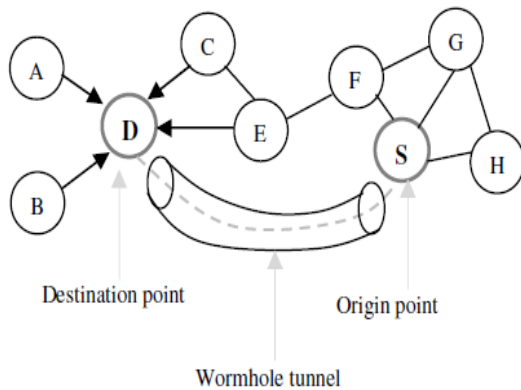 C
G
A
F
D
E
S
H
B
Destination point
Origin point
Wormhole tunnel